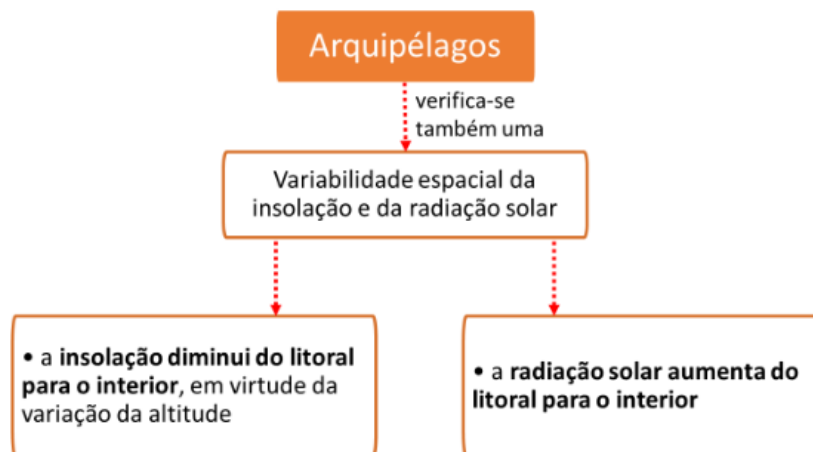 Arquipélagos
verifica-se
também uma
Variabilidade espacial da
insolação e da radiação solar
• a insolação diminui do litoral
para o interior, em virtude da
variação da altitude
• a radiação solar aumenta do
litoral para o interior